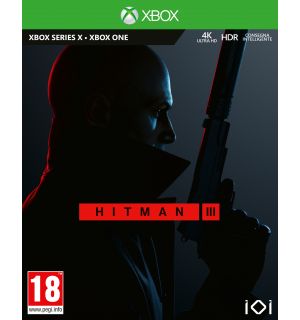 XBOX
XBOX SERIES X • XBOX ONE
4K
ULTRA HD
HDR
CONSEGNA
INTELLIGENTE
HITMAN III
18
www.pegi.info
IOI